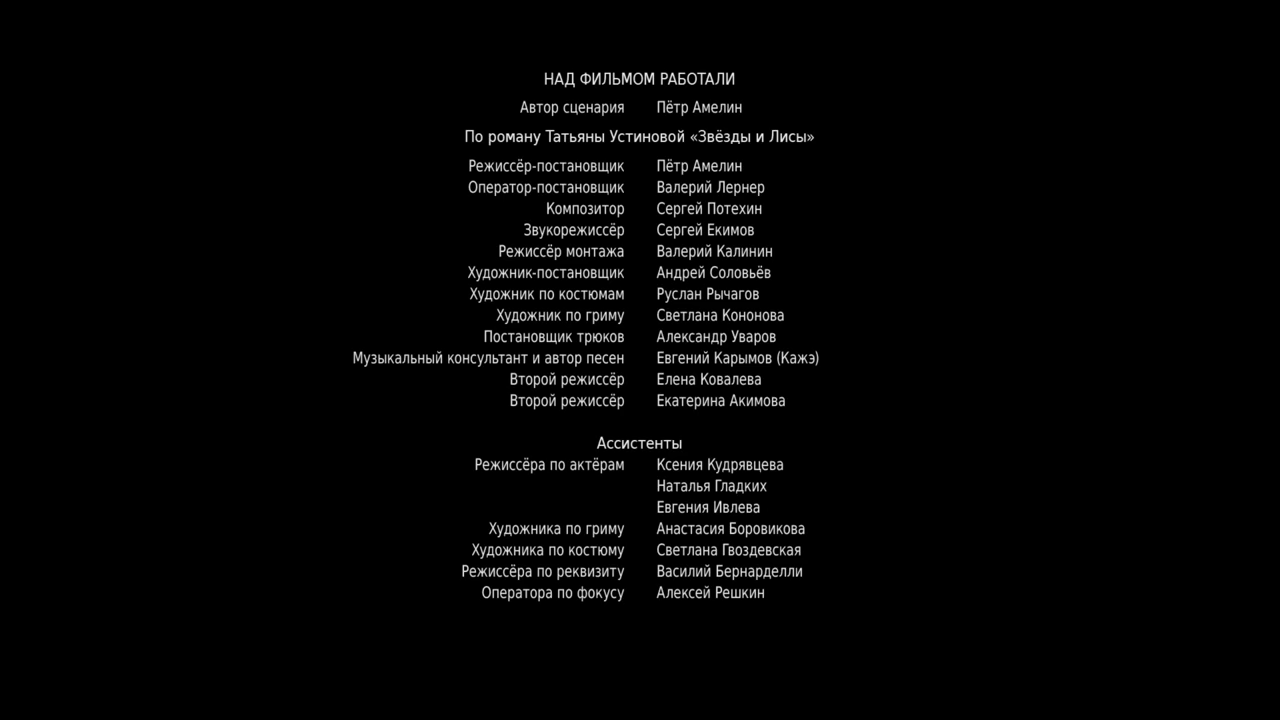 НАД ФИЛЬМОМ РАБОТАЛИ
Автор сценария Пётр Амелин
По роману Татьяны Устиновой «Звёзды и Лисы»
Режиссёр-постановщик Пётр Амелин
Оператор-постановщик Валерий Лернер
Композитор Сергей Потехин
Звукорежиссёр Сергей Екимов
Режиссёр монтажа Валерий Калинин
Художник-постановщик Андрей Соловьёв
Художник по костюмам Руслан Рычагов
Художник по гриму Светлана Кононова
Постановщик трюков Александр Уваров
Музыкальный консультант и автор песен Евгений Карымов (Кажэ)
Второй режиссёр Елена Ковалева
Второй режиссёр Екатерина Акимова
Ассистенты
Режиссёра по актёрам Ксения Кудрявцева
Наталья Гладких
Евгения Ивлева
Художника по гриму Анастасия Боровикова
Художника по костюму Светлана Гвоздевская
Режиссёра по реквизиту Василий Бернарделли
Оператора по фокусу Алексей Решкин